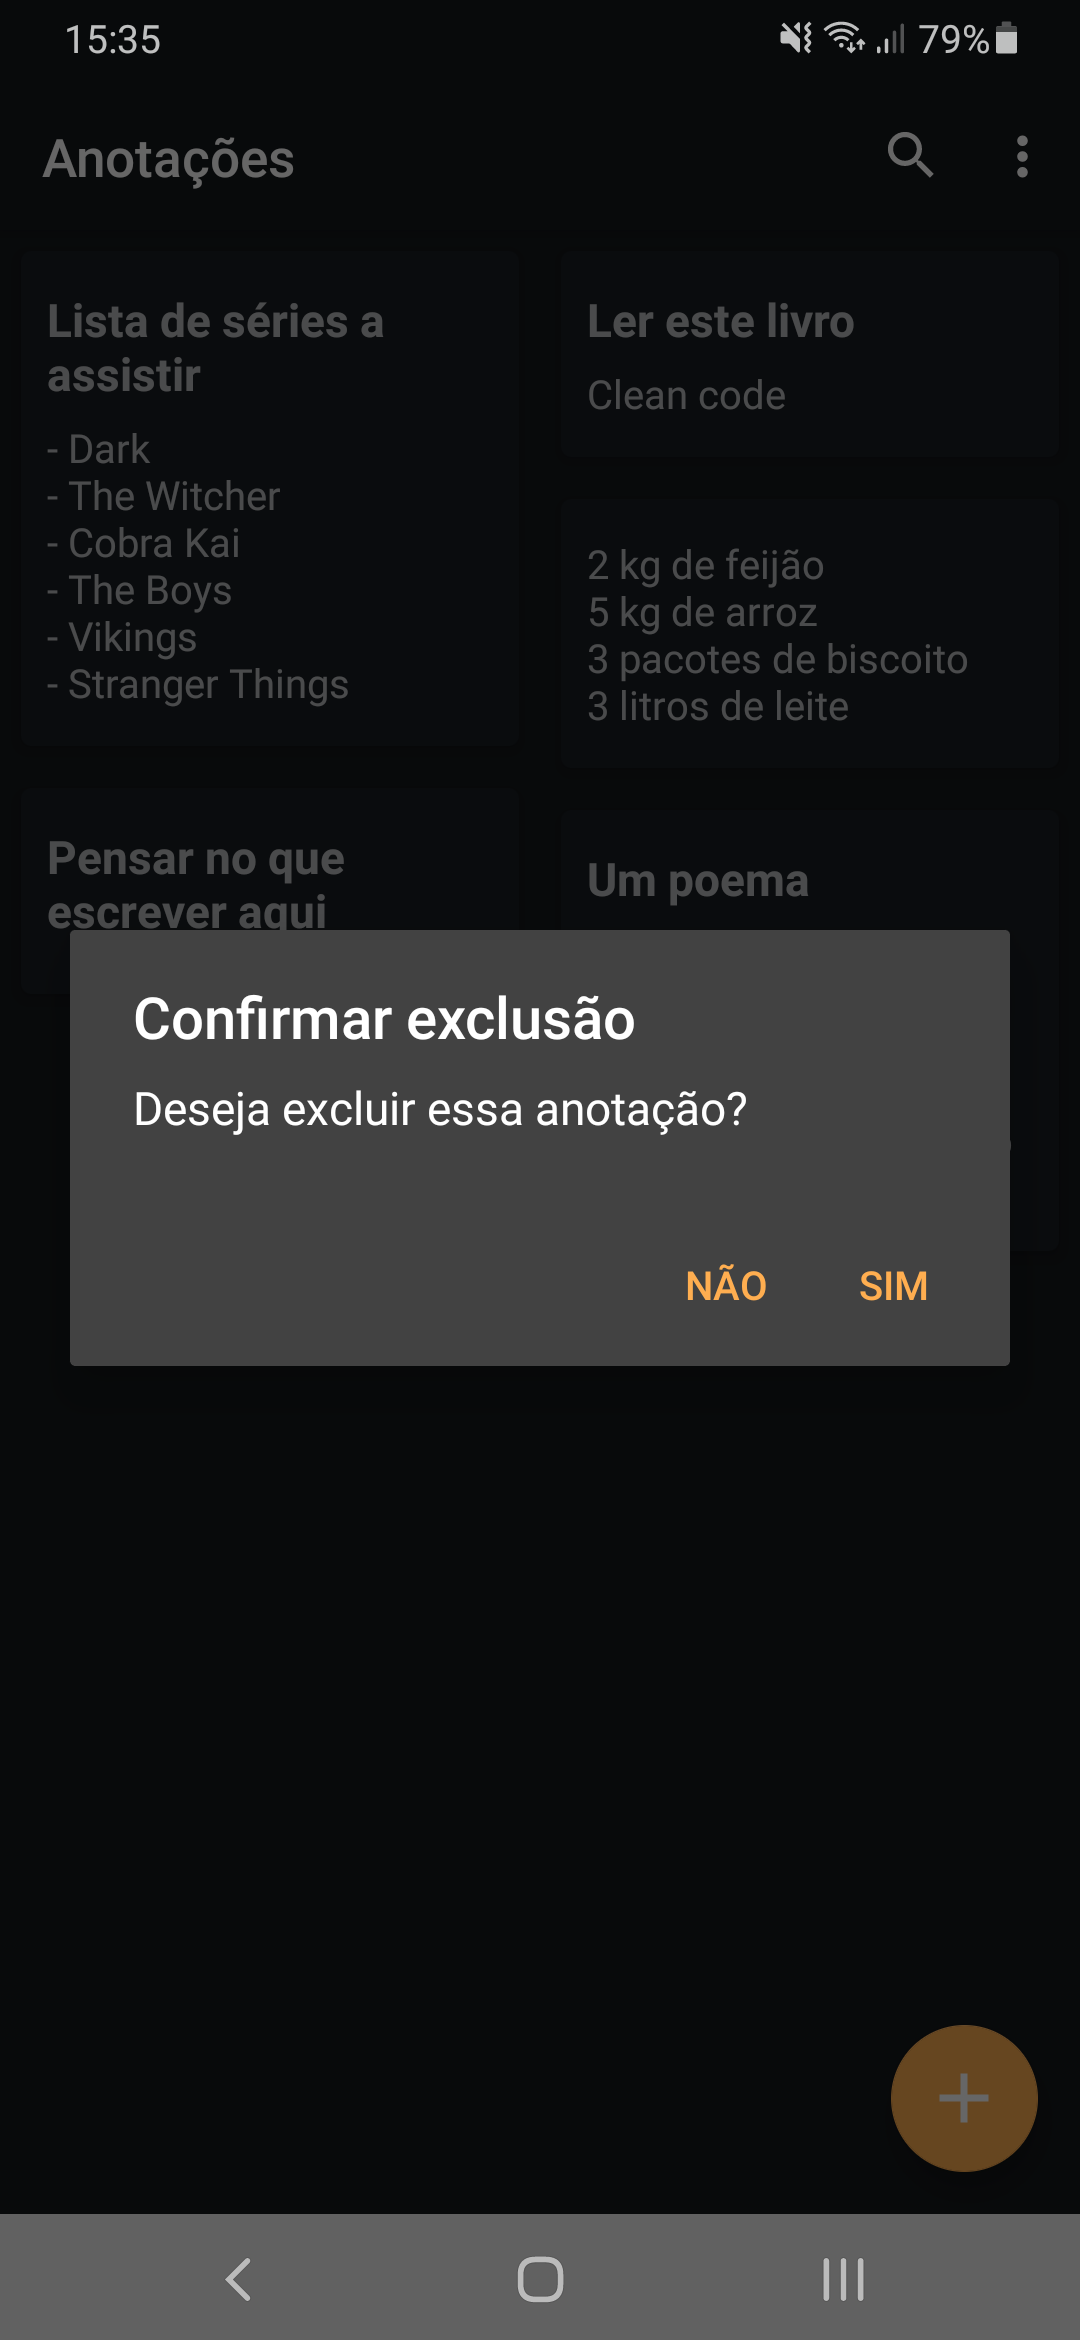 15:35
79%
Anotações
Lista de séries a
assistir
- Dark
- The Witcher
- Cobra Kai
- The Boys
- Vikings
- Stranger Things
Ler este livro
Clean code
2 kg de feijão
5 kg de arroz
3 pacotes de biscoito
3 litros de leite
Pensar no que
escrever aqui
Um poema
Confirmar exclusão
Deseja excluir essa anotação?
NÃO
SIM